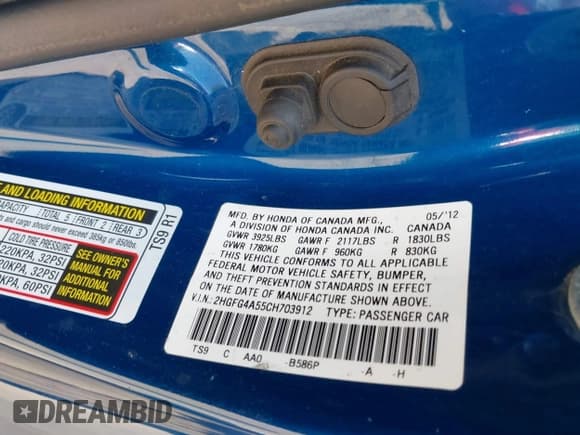 AND LOADING INFORMATION
CAPACITY TOTAL 5 FRONT 2 REAR 3
and cargo should never exceed 385kg or 850lbs.
COLD TIRE PRESSURE
220KPA, 32PSI
220KPA, 32PSI
KPA, 60PSI
SEE OWNER'S
MANUAL FOR
ADDITIONAL
INFORMATION
TS9 R1
MFD. BY HONDA OF CANADA MFG., 05/'12
A DIVISION OF HONDA CANADA INC. CANADA
GVWR 3925LBS GAWR F 2117LBS R 1830LBS
GVWR 1780KG GAWR F 960KG R 830KG
THIS VEHICLE CONFORMS TO ALL APPLICABLE
FEDERAL MOTOR VEHICLE SAFETY, BUMPER,
AND THEFT PREVENTION STANDARDS IN EFFECT
ON THE DATE OF MANUFACTURE SHOWN ABOVE.
V.I.N.: 2HGFG4A55CH703912 TYPE: PASSENGER CAR
TS9 C AA0 -B586P -A -H
DREAMBID